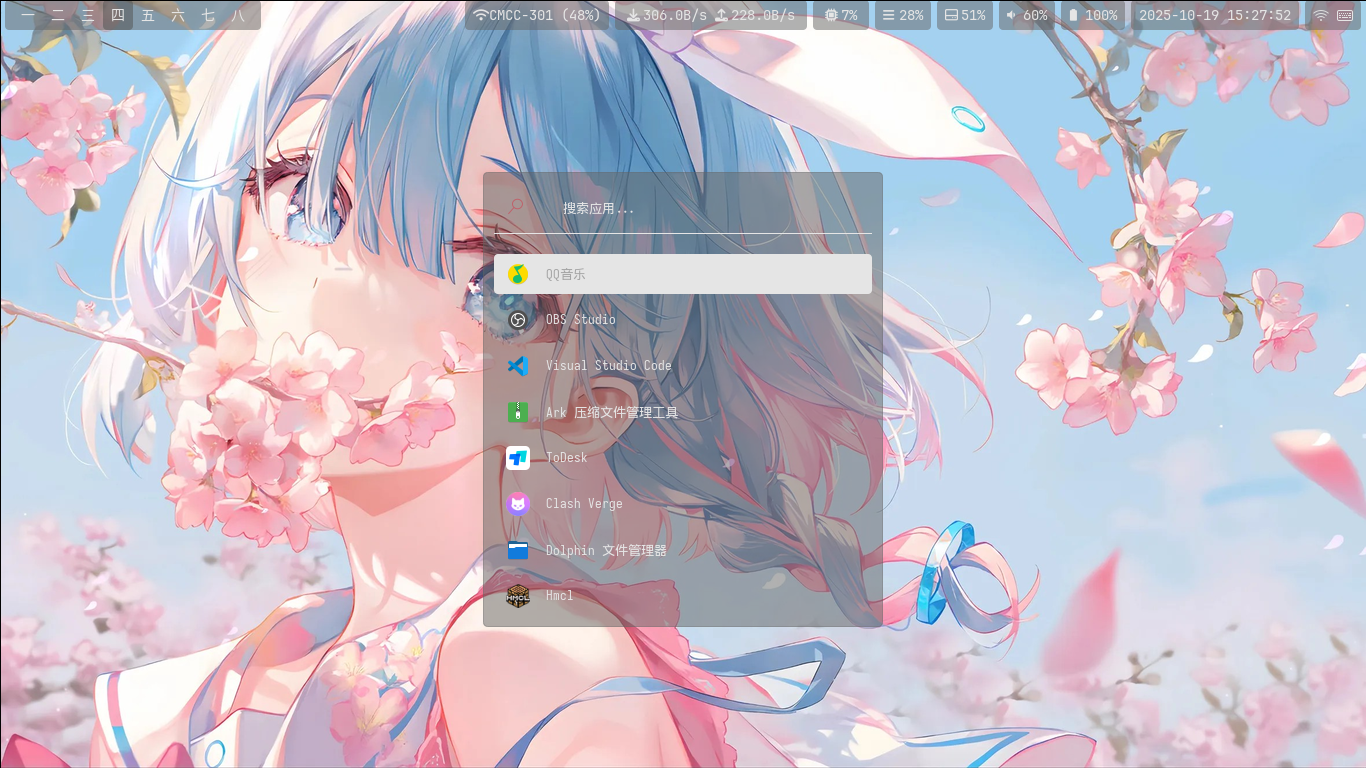 一 二 三 四 五 六 七 八
CMCC-301 (48%) 306.0B/s 228.0B/s 7% 28% 51% 60% 100% 2025-10-19 15:27:52
搜索应用...
QQ音乐
OBS Studio
Visual Studio Code
Ark 压缩文件管理工具
ToDesk
Clash Verge
Dolphin 文件管理器
HMCL Hmcl